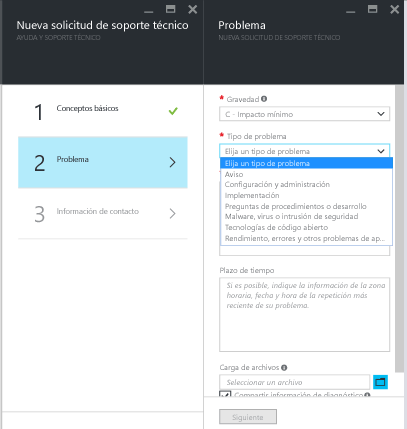 Nueva solicitud de soporte técnico
AYUDA Y SOPORTE TÉCNICO
1 Conceptos básicos
2 Problema
3 Información de contacto
Problema
NUEVA SOLICITUD DE SOPORTE TÉCNICO
* Gravedad
C - Impacto mínimo
* Tipo de problema
Elija un tipo de problema
Elija un tipo de problema
Aviso
Configuración y administración
Implementación
Preguntas de procedimientos o desarrollo
Malware, virus o intrusión de seguridad
Tecnologías de código abierto
Rendimiento, errores y otros problemas de ap...
Plazo de tiempo
Si es posible, indique la información de la zona
horaria, fecha y hora de la repetición más
reciente de su problema.
Carga de archivos
Seleccionar un archivo
Compartir información de diagnóstico
Siguiente